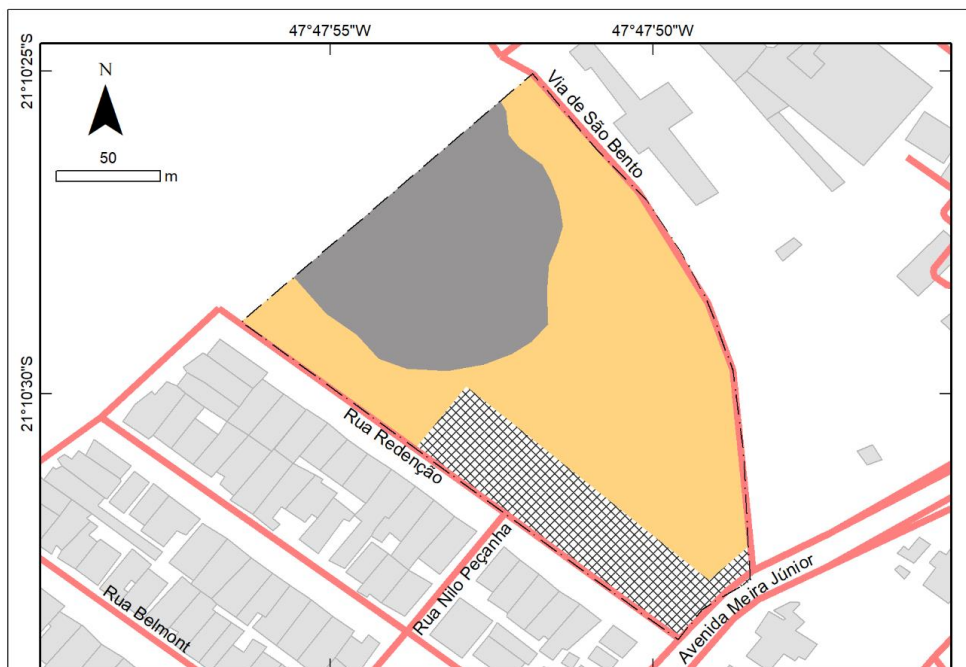 47°47'55"W
47°47'50"W
21°10'25"S
N
50
m
Via de São Bento
21°10'30"S
Rua Redenção
Rua Nilo Peçanha
Rua Belmont
Avenida Meira Júnior